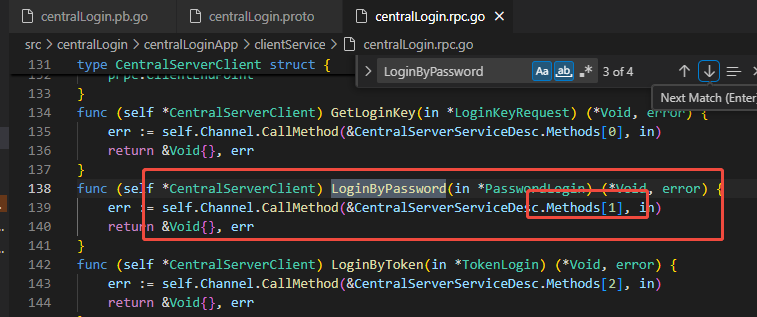 centralLogin.pb.go centralLogin.proto centralLogin.rpc.go
src > centralLogin > centralLoginApp > clientService > centralLogin.rpc.go
131 type CentralServerClient struct {
LoginByPassword Aa ab .* 3 of 4
132 prpc.ClientEndPoint
Next Match (Enter)
133 }
134 func (self *CentralServerClient) GetLoginKey(in *LoginKeyRequest) (*Void, error) {
135 err := self.Channel.CallMethod(&CentralServerServiceDesc.Methods[0], in)
136 return &Void{}, err
137 }
138 func (self *CentralServerClient) LoginByPassword(in *PasswordLogin) (*Void, error) {
139 err := self.Channel.CallMethod(&CentralServerServiceDesc.Methods[1], in)
140 return &Void{}, err
141 }
142 func (self *CentralServerClient) LoginByToken(in *TokenLogin) (*Void, error) {
143 err := self.Channel.CallMethod(&CentralServerServiceDesc.Methods[2], in)
144 return &Void{}, err